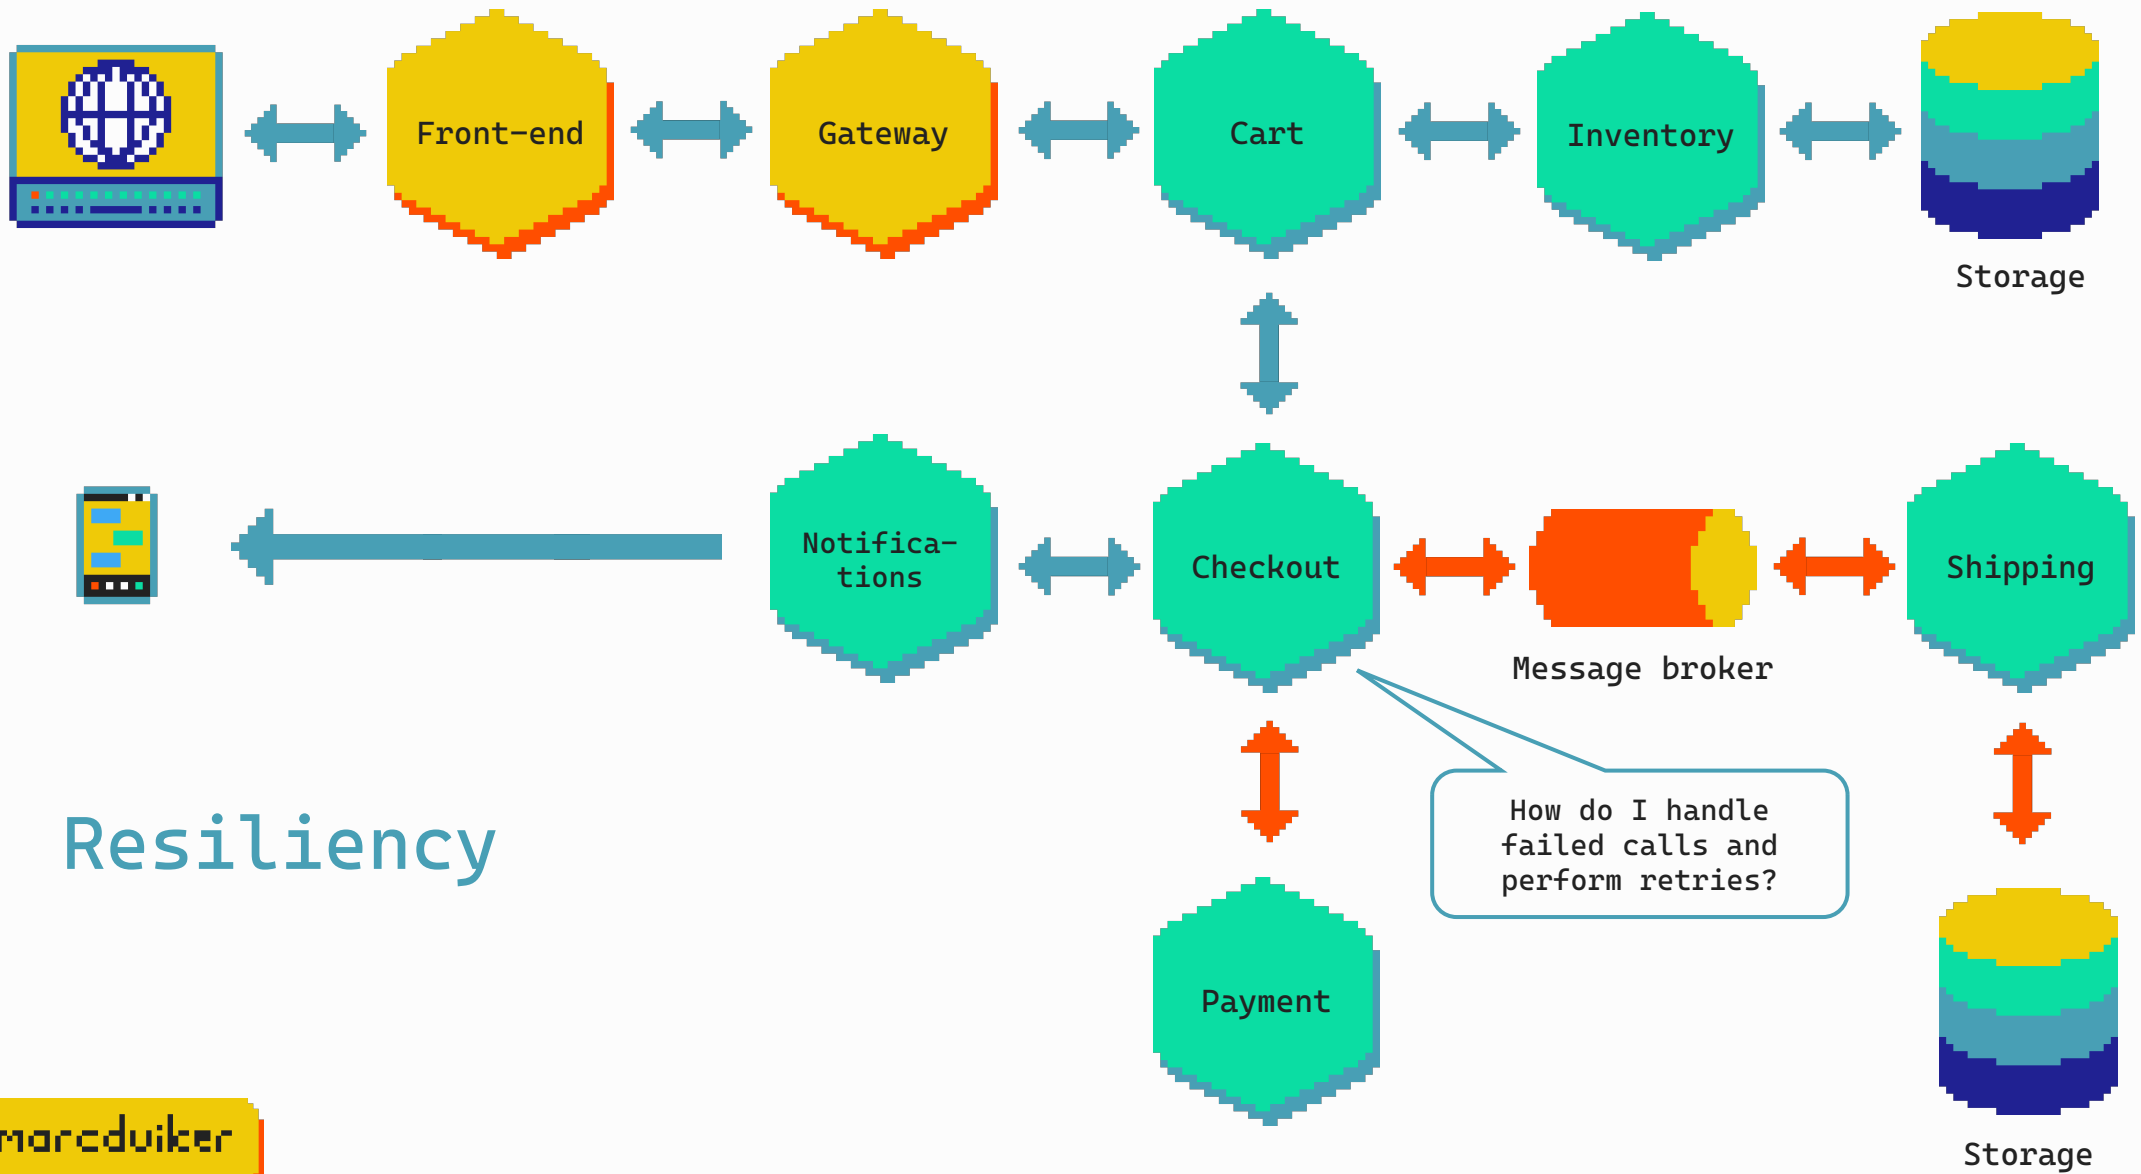 Front-end
Gateway
Cart
Inventory
Storage
Notifica-
tions
Checkout
Message broker
Shipping
Resiliency
How do I handle
failed calls and
perform retries?
Payment
marcduiker
Storage